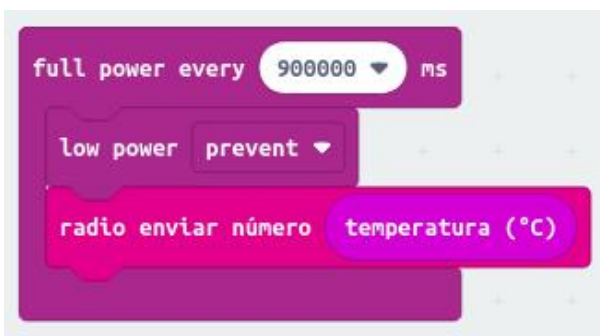 full power every 900000 ms
low power prevent
radio enviar número temperatura (°C)